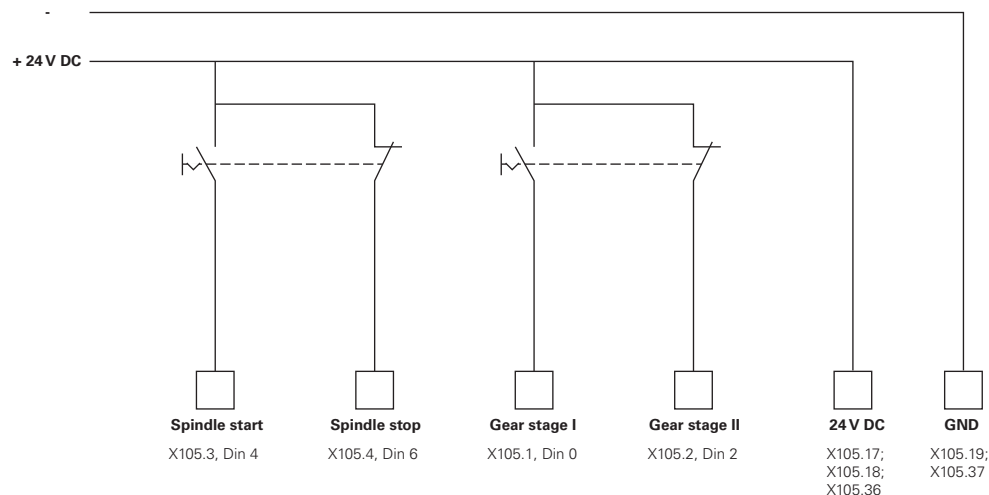 -
+ 24 V DC
Spindle start
X105.3, Din 4
Spindle stop
X105.4, Din 6
Gear stage I
X105.1, Din 0
Gear stage II
X105.2, Din 2
24 V DC
X105.17;
X105.18;
X105.36
GND
X105.19;
X105.37